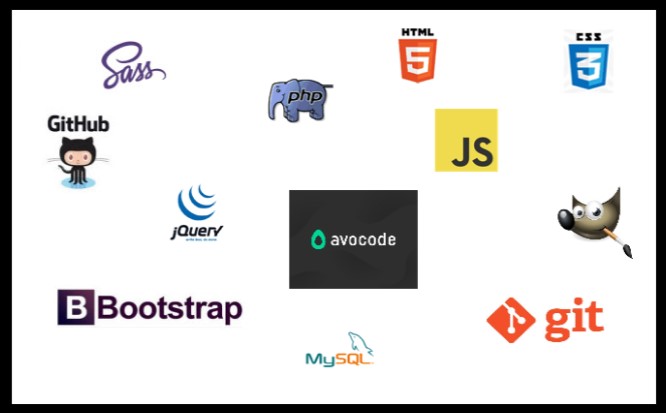 HTML
5
CSS
3
Sass
php
GitHub
JS
jQuery
avocode
B Bootstrap
git
MySQL